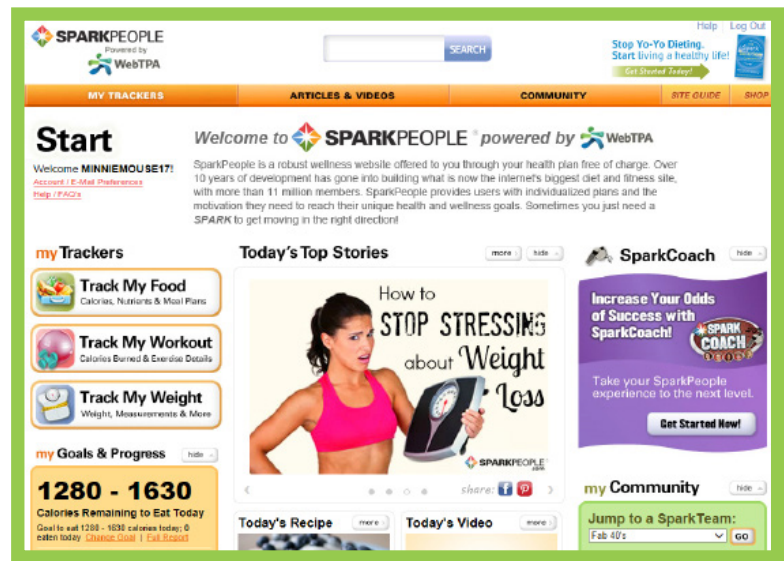 SPARKPEOPLE
Powered by
WebTPA
SEARCH
Help | Log Out
Stop Yo-Yo Dieting.
Start living a healthy life!
Get Started Today!
MY TRACKERS
ARTICLES & VIDEOS
COMMUNITY
SITE GUIDE
SHOP
Start
Welcome MINNIEMOUSE17!
Account / E-Mail Preferences
Help / FAQ's
Welcome to SPARKPEOPLE powered by WebTPA
SparkPeople is a robust wellness website offered to you through your health plan free of charge. Over
10 years of development has gone into building what is now the internet's biggest diet and fitness site,
with more than 11 million members. SparkPeople provides users with individualized plans and the
motivation they need to reach their unique health and wellness goals. Sometimes you just need a
SPARK to get moving in the right direction!
my Trackers
Track My Food
Calories, Nutrients & Meal Plans
Track My Workout
Calories Burned & Exercise Details
Track My Weight
Weight, Measurements & More
my Goals & Progress
hide
1280 - 1630
Calories Remaining to Eat Today
Goal to eat 1280 - 1630 calories today; 0
eaten today Change Goal | Full Report
Today's Top Stories
more
hide
How to
STOP STRESSING
about Weight
Loss
SPARKPEOPLE
.com
share:
Today's Recipe
more
Today's Video
more
SparkCoach
hide
Increase Your Odds
of Success with
SparkCoach!
SPARK
COACH
Take your SparkPeople
experience to the next level.
Get Started Now!
my Community
hide
Jump to a SparkTeam:
Fab 40's
GO